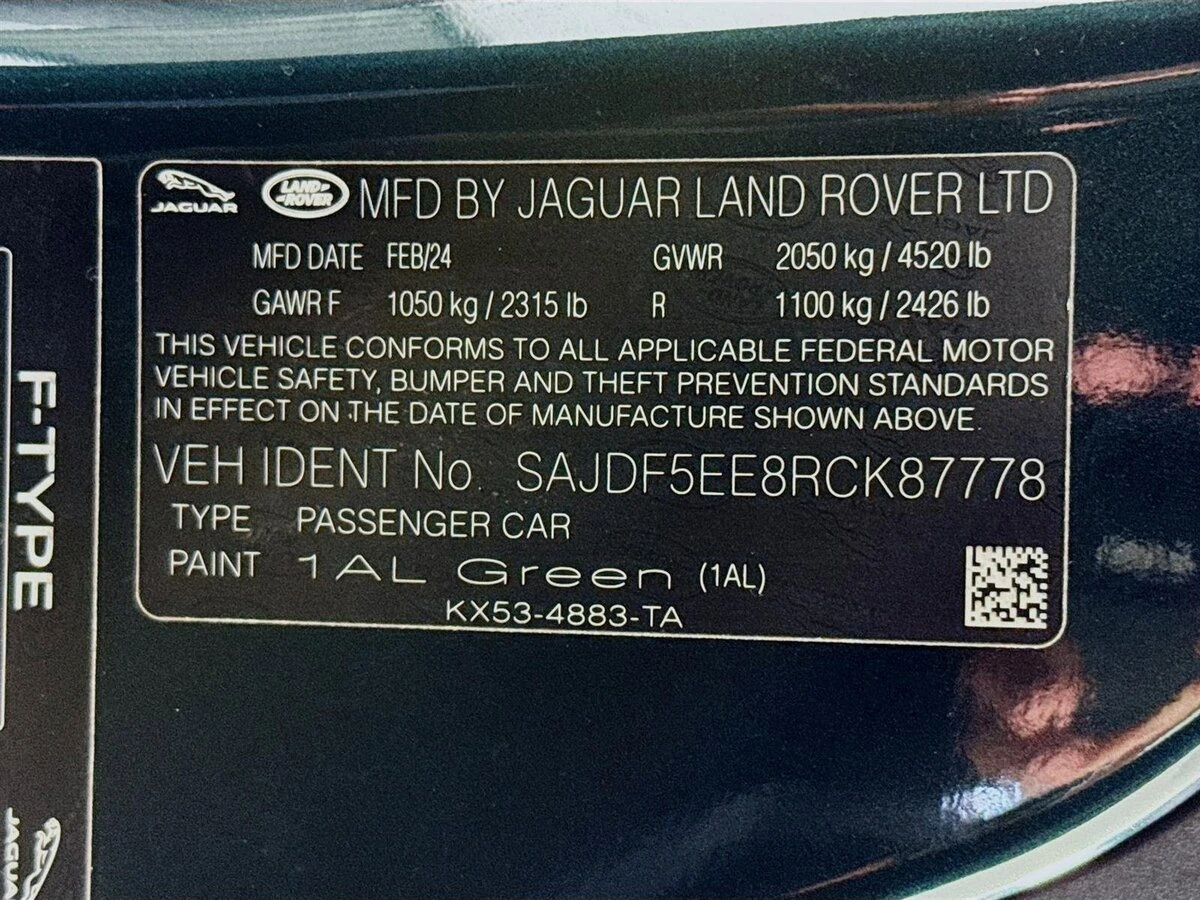 JAGUAR LAND ROVER MFD BY JAGUAR LAND ROVER LTD
MFD DATE FEB/24 GVWR 2050 kg / 4520 lb
GAWR F 1050 kg / 2315 lb R 1100 kg / 2426 lb
THIS VEHICLE CONFORMS TO ALL APPLICABLE FEDERAL MOTOR
VEHICLE SAFETY, BUMPER AND THEFT PREVENTION STANDARDS
IN EFFECT ON THE DATE OF MANUFACTURE SHOWN ABOVE.
VEH IDENT No. SAJDF5EE8RCK87778
TYPE PASSENGER CAR
PAINT 1AL Green (1AL)
KX53-4883-TA
F-TYPE